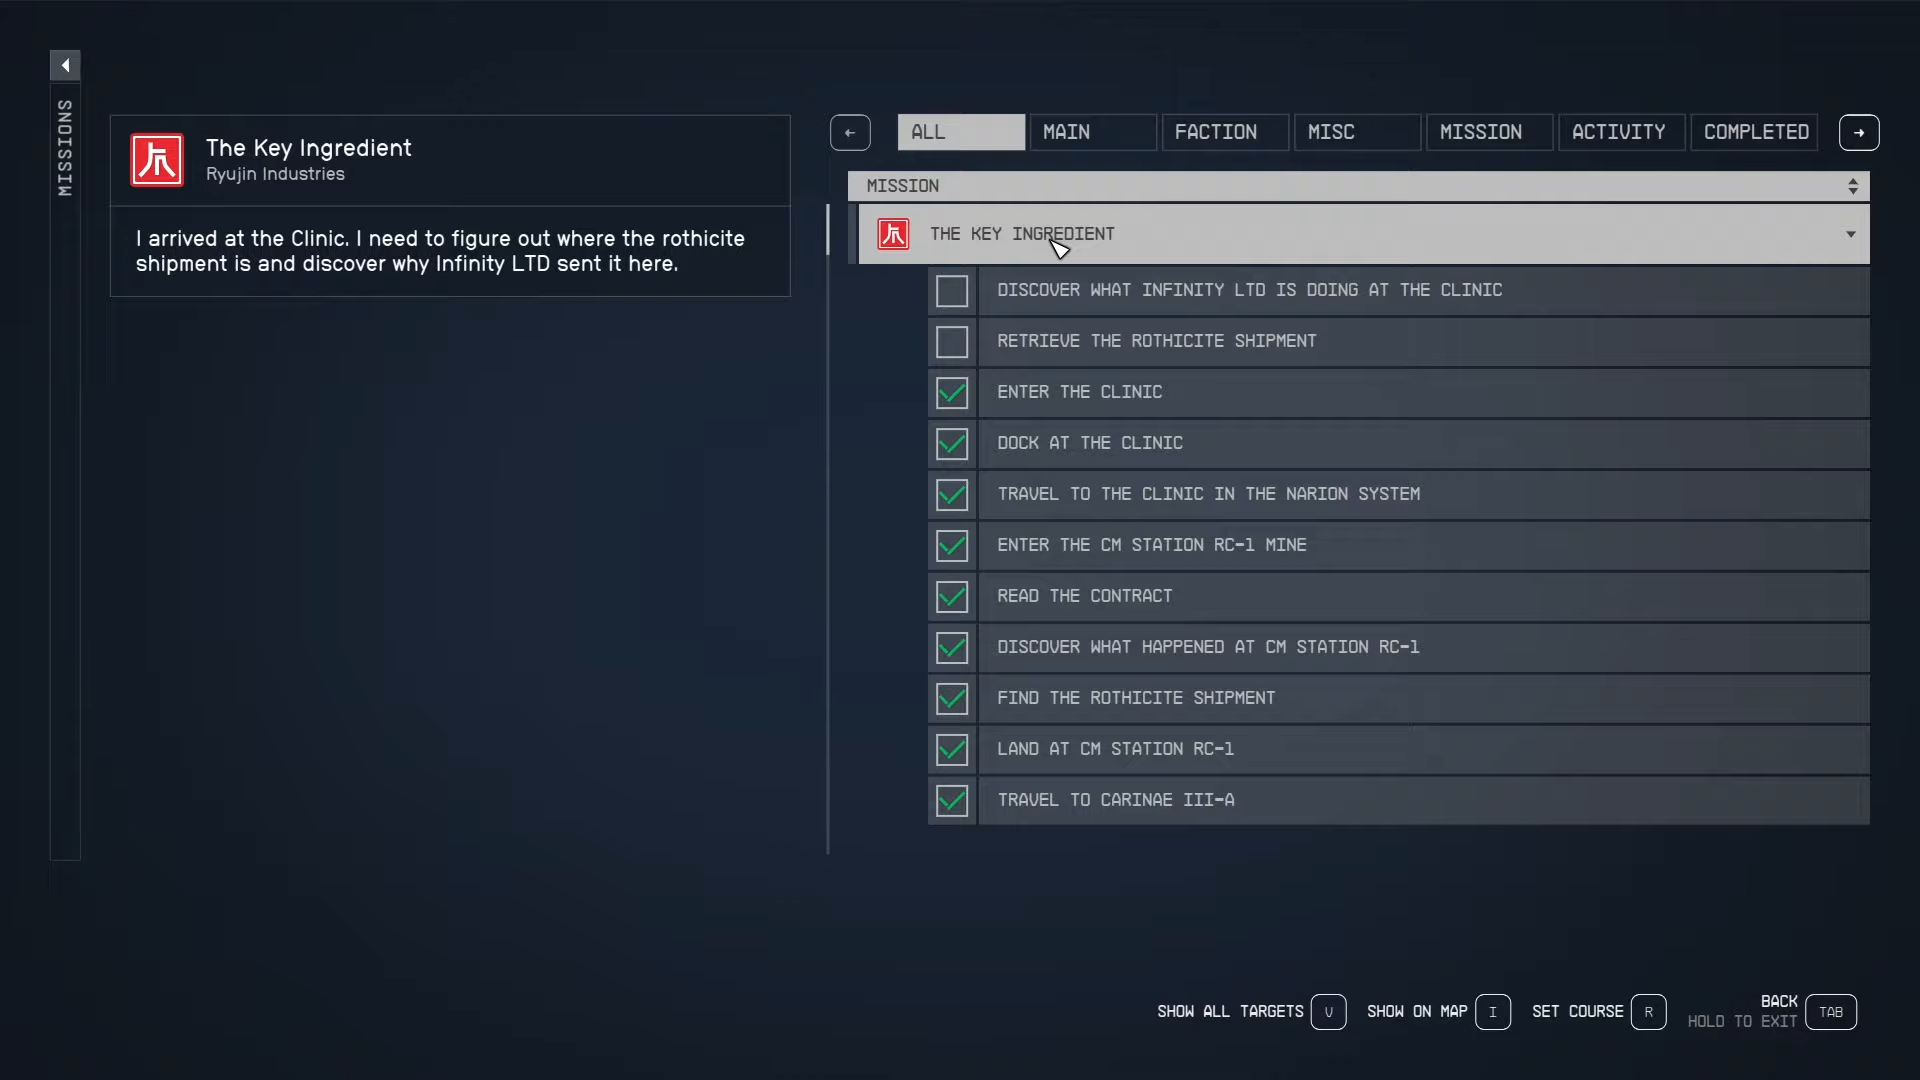 MISSIONS
The Key Ingredient
Ryujin Industries
I arrived at the Clinic. I need to figure out where the rothicite
shipment is and discover why Infinity LTD sent it here.
ALL
MAIN
FACTION
MISC
MISSION
ACTIVITY
COMPLETED
MISSION
THE KEY INGREDIENT
DISCOVER WHAT INFINITY LTD IS DOING AT THE CLINIC
RETRIEVE THE ROTHICITE SHIPMENT
ENTER THE CLINIC
DOCK AT THE CLINIC
TRAVEL TO THE CLINIC IN THE NARION SYSTEM
ENTER THE CM STATION RC-1 MINE
READ THE CONTRACT
DISCOVER WHAT HAPPENED AT CM STATION RC-1
FIND THE ROTHICITE SHIPMENT
LAND AT CM STATION RC-1
TRAVEL TO CARINAE III-A
SHOW ALL TARGETS V
SHOW ON MAP I
SET COURSE R
BACK
HOLD TO EXIT
TAB